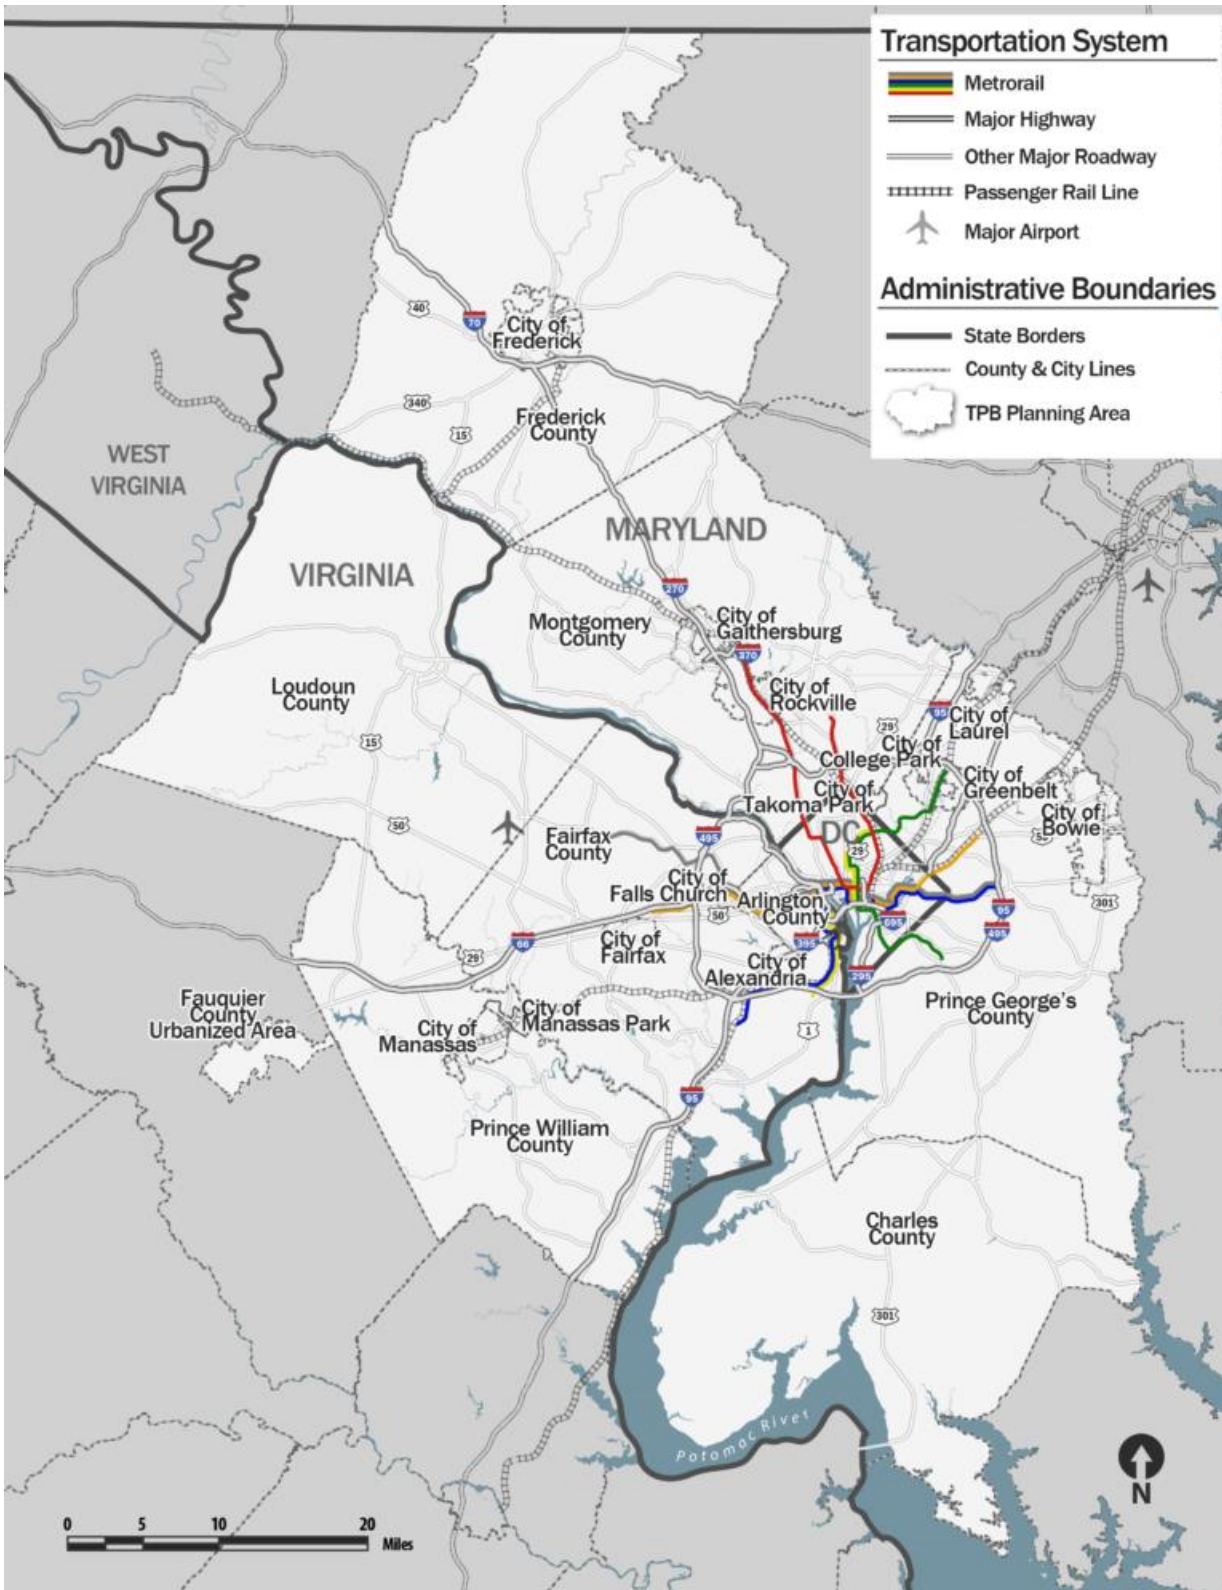 Transportation System
Metrorail
Major Highway
Other Major Roadway
Passenger Rail Line
Major Airport
Administrative Boundaries
State Borders
County & City Lines
TPB Planning Area
40
70
City of
Frederick
340
15
Frederick
County
WEST
VIRGINIA
MARYLAND
VIRGINIA
270
Montgomery
County
City of
Gaithersburg
370
Loudoun
County
City of
Rockville
15
29
95
City of
Laurel
City of
College Park
City of
Greenbelt
City of
Takoma Park
City of
Bowie
50
495
Fairfax
County
DC
29
City of
Falls Church
Arlington
County
50
301
95
695
495
66
City of
Fairfax
395
29
City of
Alexandria
295
Fauquier
County
Urbanized Area
City of
Manassas Park
City of
Manassas
1
Prince George's
County
95
Prince William
County
Charles
County
301
Potomac River
N
0 5 10 20
Miles